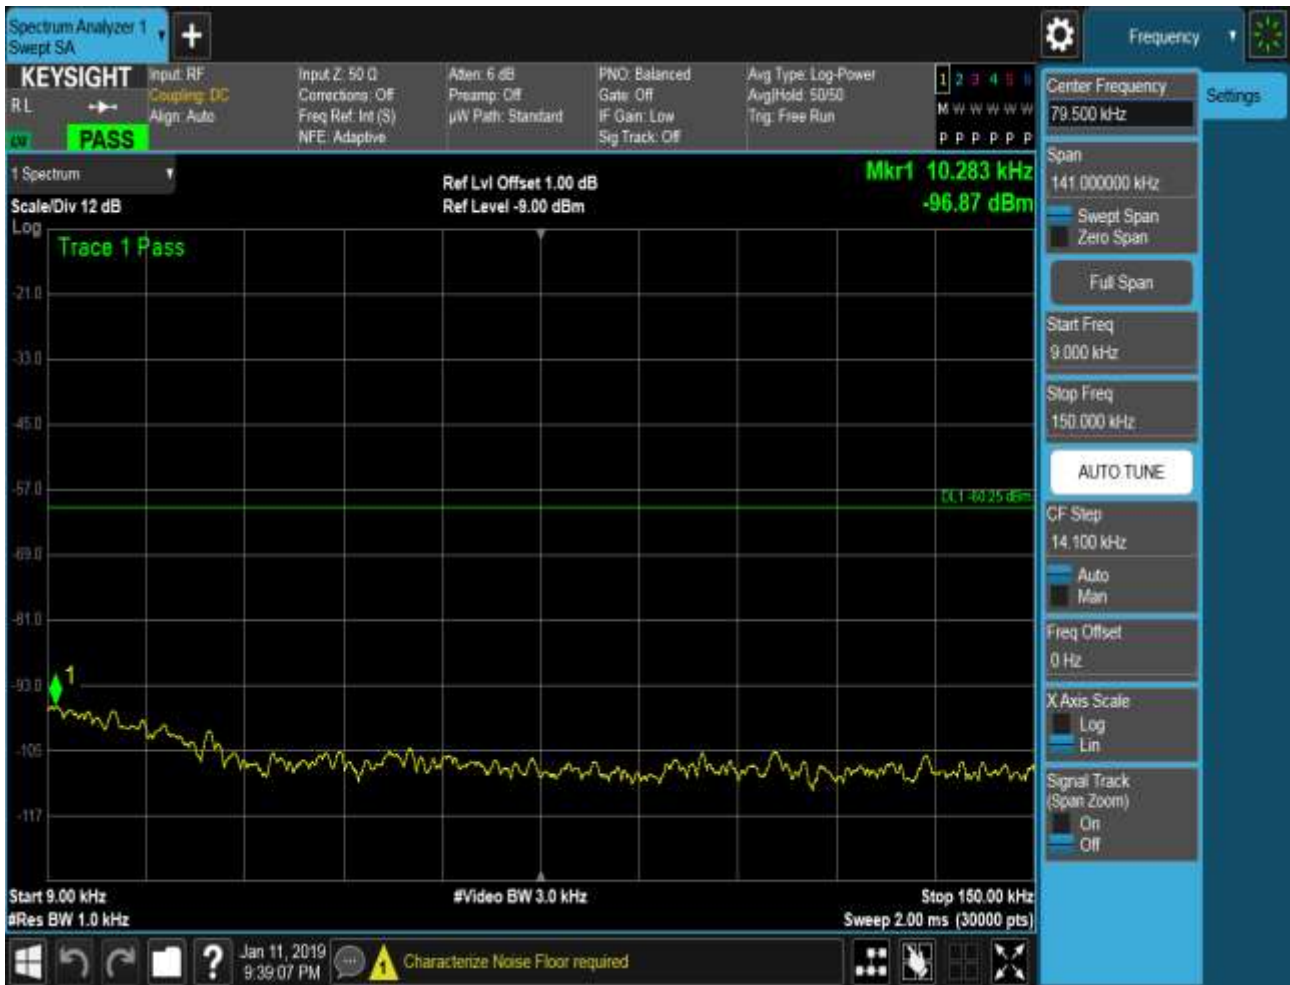 Spectrum Analyzer 1
Swept SA
+
Frequency
KEYSIGHT
R L
PASS
Input: RF
Coupling: DC
Align: Auto
Input Z: 50 Ω
Corrections: Off
Freq Ref: Int (S)
NFE: Adaptive
Atten: 6 dB
Preamp: Off
µW Path: Standard
PNO: Balanced
Gate: Off
IF Gain: Low
Sig Track: Off
Avg Type: Log-Power
Avg|Hold: 50/50
Trig: Free Run
1 2 3 4 5 6
M W W W W W
P P P P P P
Settings
Center Frequency
79.500 kHz
Span
141.000000 kHz
Swept Span
Zero Span
Full Span
Start Freq
9.000 kHz
Stop Freq
150.000 kHz
AUTO TUNE
CF Step
14.100 kHz
Auto
Man
Freq Offset
0 Hz
X Axis Scale
Log
Lin
Signal Track
(Span Zoom)
On
Off
1 Spectrum
Scale/Div 12 dB
Ref Lvl Offset 1.00 dB
Ref Level -9.00 dBm
Mkr1 10.283 kHz
-96.87 dBm
Log
Trace 1 Pass
-21.0
-33.0
-45.0
-57.0
DL1 -60.25 dBm
-69.0
-81.0
-93.0
1
-105
-117
Start 9.00 kHz
#Video BW 3.0 kHz
Stop 150.00 kHz
#Res BW 1.0 kHz
Sweep 2.00 ms (30000 pts)
?
Jan 11, 2019
9:39:07 PM
1
Characterize Noise Floor required